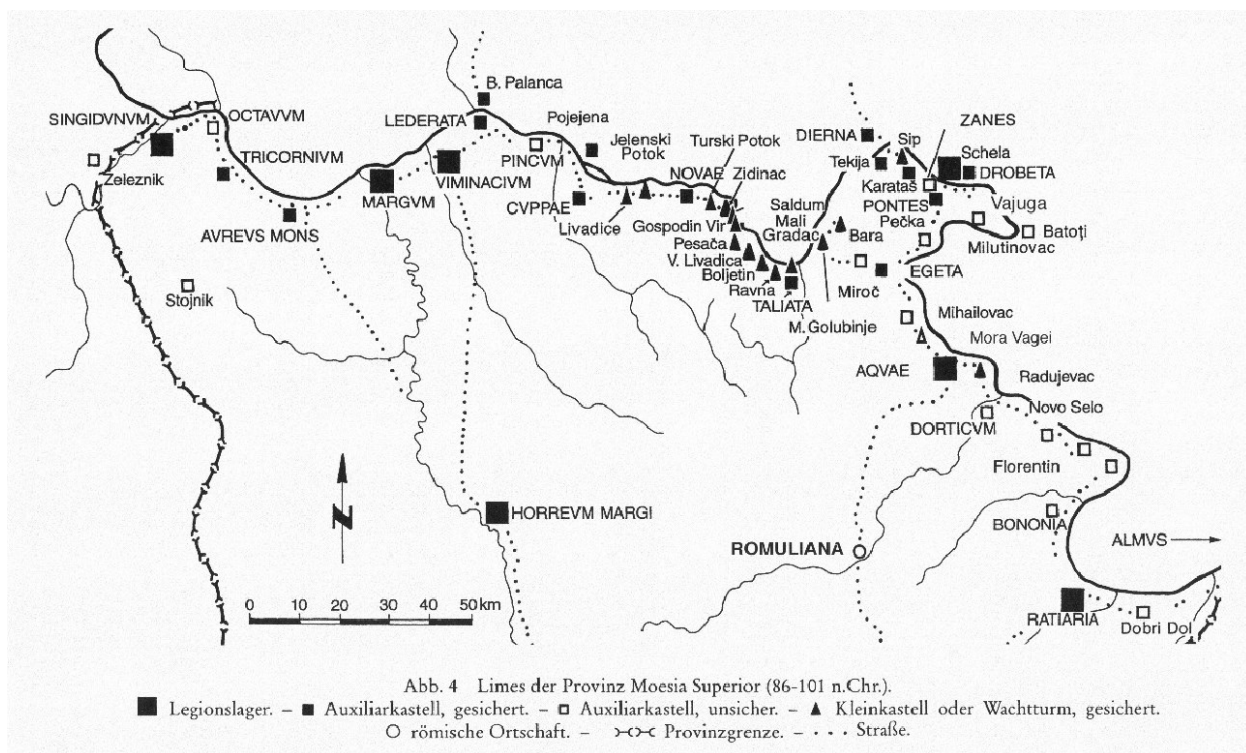 B. Palanca
SINGIDVNVM
OCTAVVM
LEDERATA
Pojejena
DIERNA
Sip
ZANES
Železnik
TRICORNIVM
VIMINACIVM
PINCVM
Jelenski
Potok
Turski Potok
NOVAE
Zidinac
Tekija
Schela
DROBETA
Karataš
MARGVM
CVPPAE
Livadice
Gospodin Vir
Saldum
Mali
Gradac
PONTES
Pečka
Vajuga
AVREVS MONS
Pesača
V. Livadica
Boljetin
Ravna
TALIATA
Bara
Batoți
Milutinovac
Stojnik
EGETA
Miroč
M. Golubinje
Mihailovac
Mora Vagei
AQVAE
Radujevac
DORTICVM
Novo Selo
Florentin
HORREVM MARGI
ROMULIANA
BONONIA
ALMVS
N
0 10 20 30 40 50 km
RATIARIA
Dobri Dol
Abb. 4 Limes der Provinz Moesia Superior (86-101 n.Chr.).
Legionslager. – Auxiliarkastell, gesichert. – Auxiliarkastell, unsicher. – Kleinkastell oder Wachtturm, gesichert.
römische Ortschaft. – Provinzgrenze. – Straße.